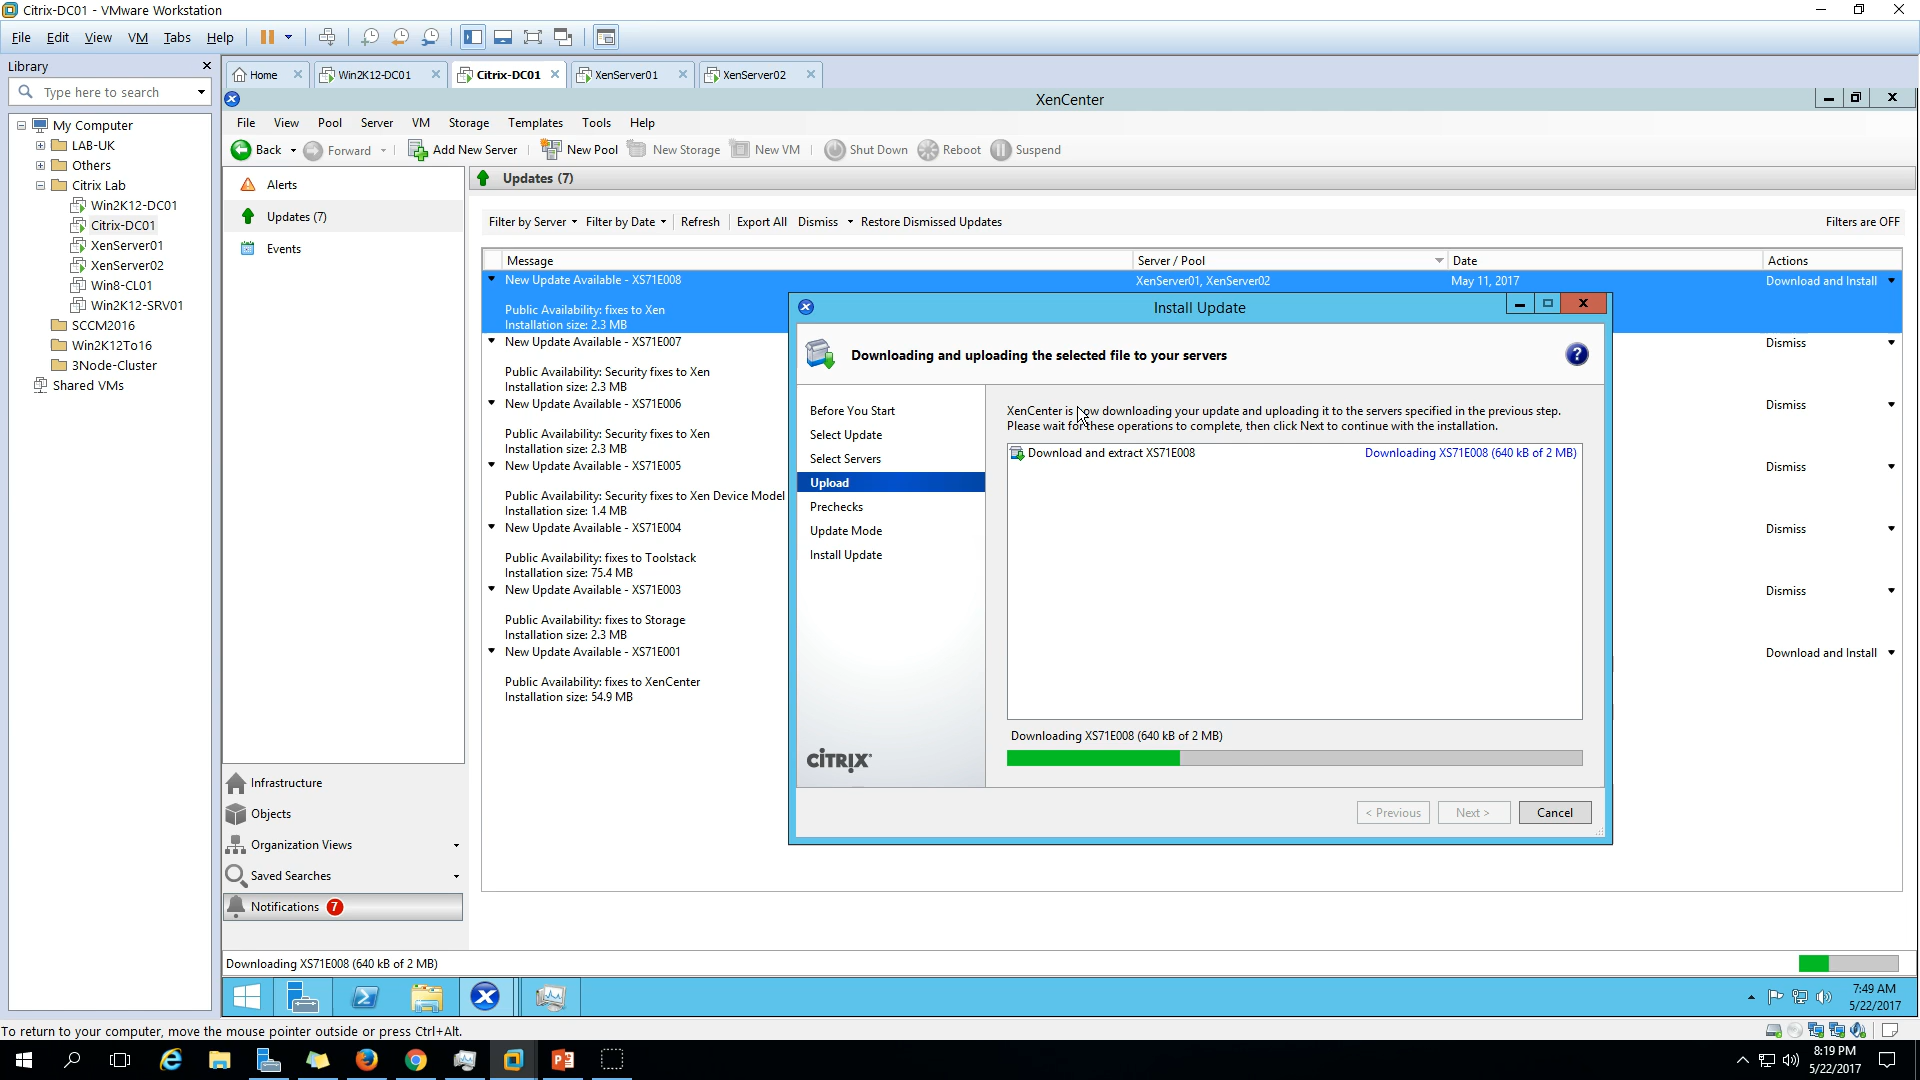 Citrix-DC01 - VMware Workstation
File Edit View VM Tabs Help
Library
Type here to search
My Computer
LAB-UK
Others
Citrix Lab
Win2K12-DC01
Citrix-DC01
XenServer01
XenServer02
Win8-CL01
Win2K12-SRV01
SCCM2016
Win2K12To16
3Node-Cluster
Shared VMs
Home Win2K12-DC01 Citrix-DC01 XenServer01 XenServer02
XenCenter
File View Pool Server VM Storage Templates Tools Help
Back Forward Add New Server New Pool New Storage New VM Shut Down Reboot Suspend
Alerts
Updates (7)
Events
Updates (7)
Filter by Server Filter by Date Refresh Export All Dismiss Restore Dismissed Updates Filters are OFF
Message Server / Pool Date Actions
New Update Available - XS71E008 XenServer01, XenServer02 May 11, 2017 Download and Install
Public Availability: fixes to Xen
Installation size: 2.3 MB
New Update Available - XS71E007 Dismiss
Public Availability: Security fixes to Xen
Installation size: 2.3 MB
New Update Available - XS71E006 Dismiss
Public Availability: Security fixes to Xen
Installation size: 2.3 MB
New Update Available - XS71E005 Dismiss
Public Availability: Security fixes to Xen Device Model
Installation size: 1.4 MB
New Update Available - XS71E004 Dismiss
Public Availability: fixes to Toolstack
Installation size: 75.4 MB
New Update Available - XS71E003 Dismiss
Public Availability: fixes to Storage
Installation size: 2.3 MB
New Update Available - XS71E001 Download and Install
Public Availability: fixes to XenCenter
Installation size: 54.9 MB
Install Update
Downloading and uploading the selected file to your servers
?
Before You Start
Select Update
Select Servers
Upload
Prechecks
Update Mode
Install Update
CITRIX
XenCenter is now downloading your update and uploading it to the servers specified in the previous step.
Please wait for these operations to complete, then click Next to continue with the installation.
Download and extract XS71E008 Downloading XS71E008 (640 kB of 2 MB)
Downloading XS71E008 (640 kB of 2 MB)
< Previous Next > Cancel
Infrastructure
Objects
Organization Views
Saved Searches
Notifications 7
Downloading XS71E008 (640 kB of 2 MB)
7:49 AM
5/22/2017
To return to your computer, move the mouse pointer outside or press Ctrl+Alt.
8:19 PM
5/22/2017